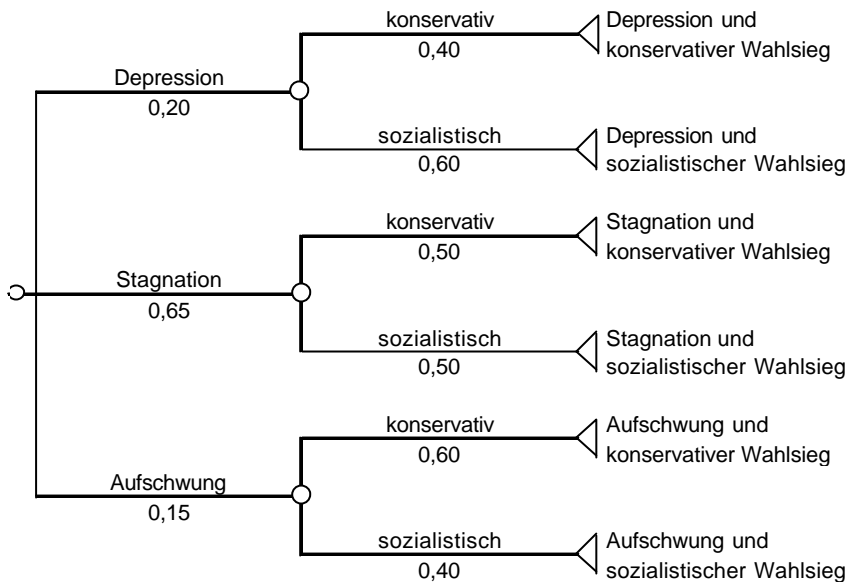 konservativ
0,40
Depression und
konservativer Wahlsieg
Depression
0,20
sozialistisch
0,60
Depression und
sozialistischer Wahlsieg
konservativ
0,50
Stagnation und
konservativer Wahlsieg
Stagnation
0,65
sozialistisch
0,50
Stagnation und
sozialistischer Wahlsieg
konservativ
0,60
Aufschwung und
konservativer Wahlsieg
Aufschwung
0,15
sozialistisch
0,40
Aufschwung und
sozialistischer Wahlsieg